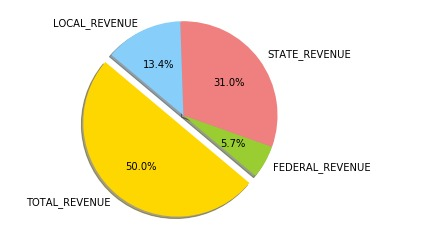 LOCAL_REVENUE
STATE_REVENUE
13.4%
31.0%
5.7%
50.0%
FEDERAL_REVENUE
TOTAL_REVENUE